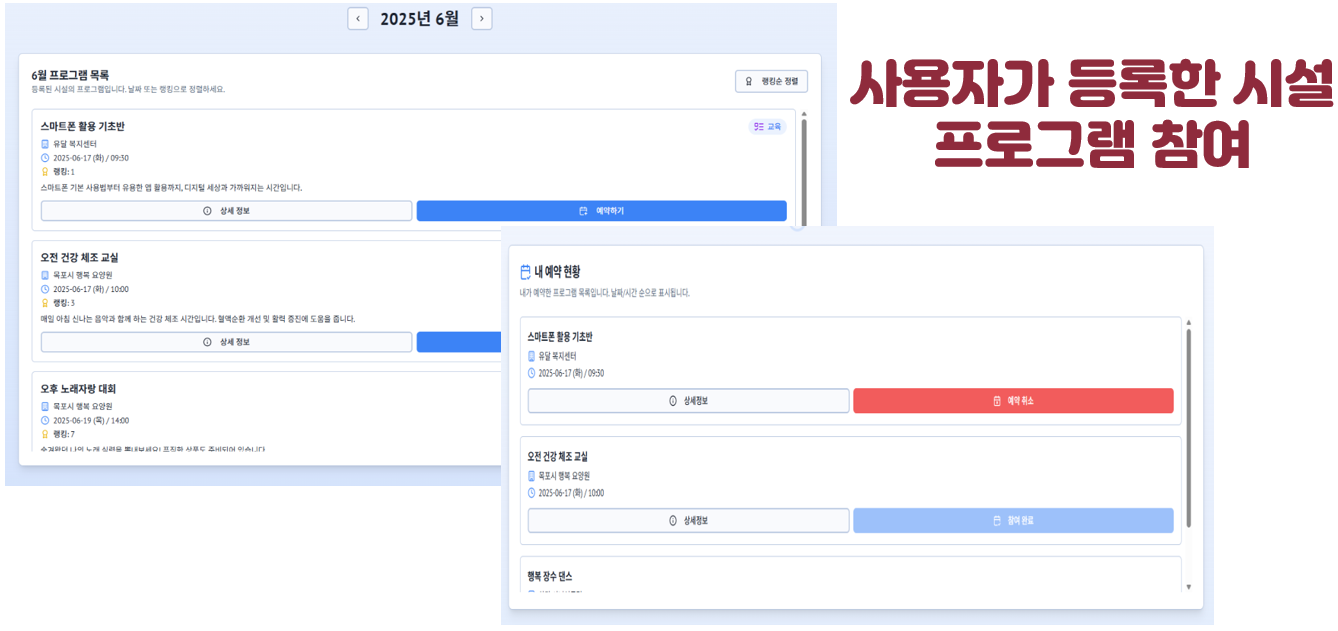 2025년 6월
6월 프로그램 목록
등록된 시설의 프로그램입니다. 날짜 또는 랭킹으로 정렬하세요.
랭킹순 정렬
스마트폰 활용 기초반
교육
유달 복지센터
2025-06-17 (화) / 09:30
랭킹: 1
스마트폰 기본 사용법부터 유용한 앱 활용까지, 디지털 세상과 가까워지는 시간입니다.
상세 정보
예약하기
오전 건강 체조 교실
목포시 행복 요양원
2025-06-17 (화) / 10:00
랭킹: 3
매일 아침 신나는 음악과 함께 하는 건강 체조 시간입니다. 혈액순환 개선 및 활력 증진에 도움을 줍니다.
상세 정보
오후 노래자랑 대회
목포시 행복 요양원
2025-06-19 (목) / 14:00
랭킹: 7
사용자가 등록한 시설
프로그램 참여
내 예약 현황
내가 예약한 프로그램 목록입니다. 날짜/시간 순으로 표시됩니다.
스마트폰 활용 기초반
유달 복지센터
2025-06-17 (화) / 09:30
상세정보
예약 취소
오전 건강 체조 교실
목포시 행복 요양원
2025-06-17 (화) / 10:00
상세정보
참여 완료
행복 장수 댄스